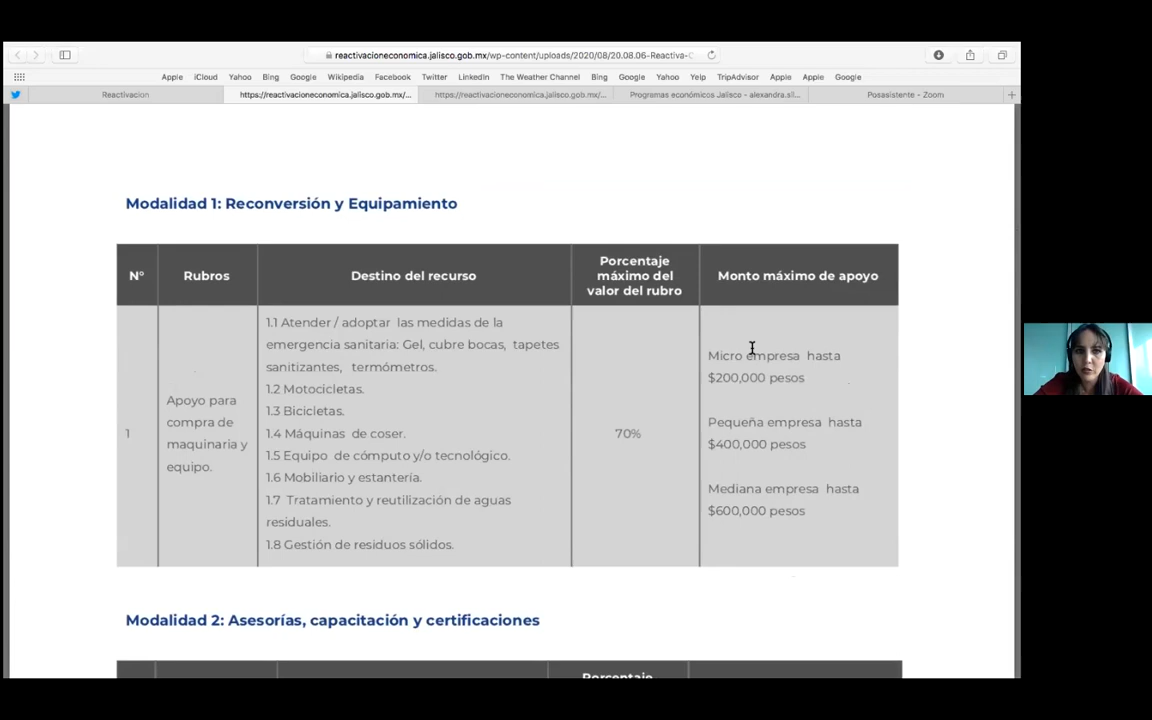 reactivacioneconomica.jalisco.gob.mx/wp-content/uploads/2020/08/20.08.06-Reactiva-C
Apple iCloud Yahoo Bing Google Wikipedia Facebook Twitter LinkedIn The Weather Channel Bing Google Yahoo Yelp TripAdvisor Apple Apple Google
Reactivacion https://reactivacioneconomica.jalisco.gob.mx/... https://reactivacioneconomica.jalisco.gob.mx/... Programas económicos Jalisco - alexandra.sll... Posasistente - Zoom
Modalidad 1: Reconversión y Equipamiento
N°
Rubros
Destino del recurso
Porcentaje
máximo del
valor del rubro
Monto máximo de apoyo
1
Apoyo para
compra de
maquinaria y
equipo.
1.1 Atender / adoptar las medidas de la
emergencia sanitaria: Gel, cubre bocas, tapetes
sanitizantes, termómetros.
1.2 Motocicletas.
1.3 Bicicletas.
1.4 Máquinas de coser.
1.5 Equipo de cómputo y/o tecnológico.
1.6 Mobiliario y estantería.
1.7 Tratamiento y reutilización de aguas
residuales.
1.8 Gestión de residuos sólidos.
70%
Micro empresa hasta
$200,000 pesos
Pequeña empresa hasta
$400,000 pesos
Mediana empresa hasta
$600,000 pesos
Modalidad 2: Asesorías, capacitación y certificaciones
Porcentaje